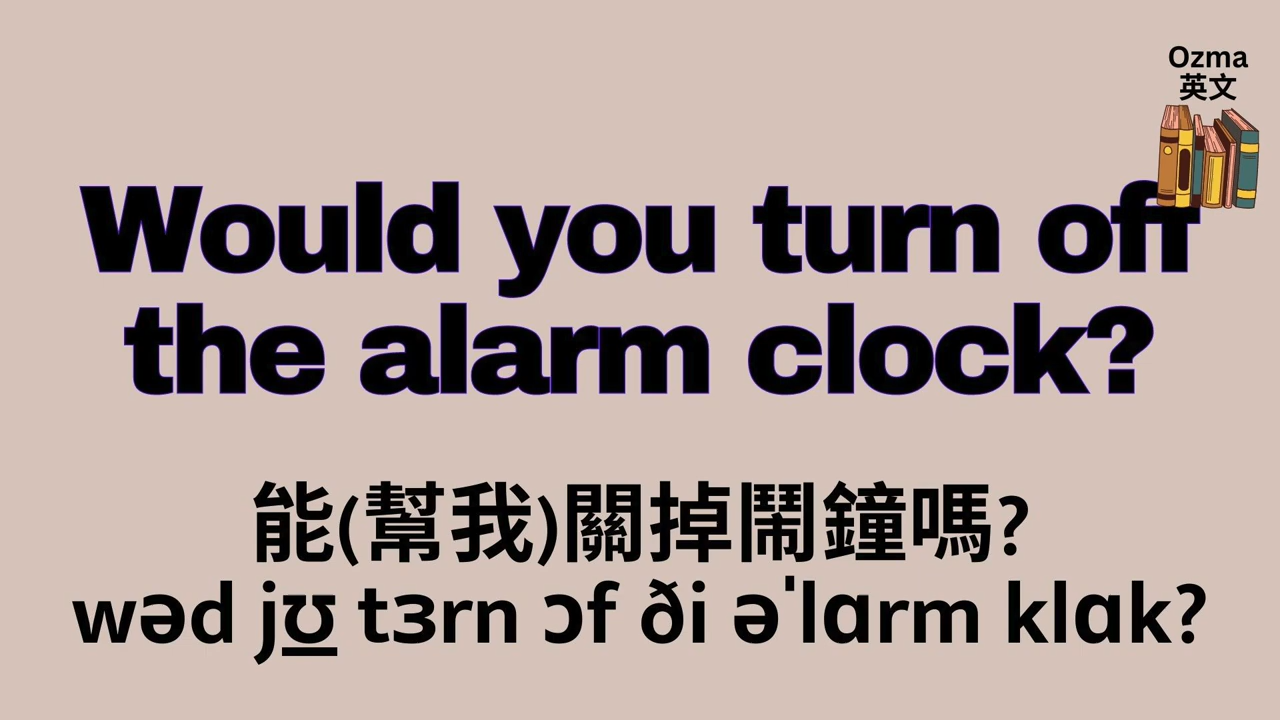 Ozma
英文
Would you turn off
the alarm clock?
能(幫我)關掉鬧鐘嗎?
wəd jʊ tɜrn ɔf ði əˈlɑrm klɑk?